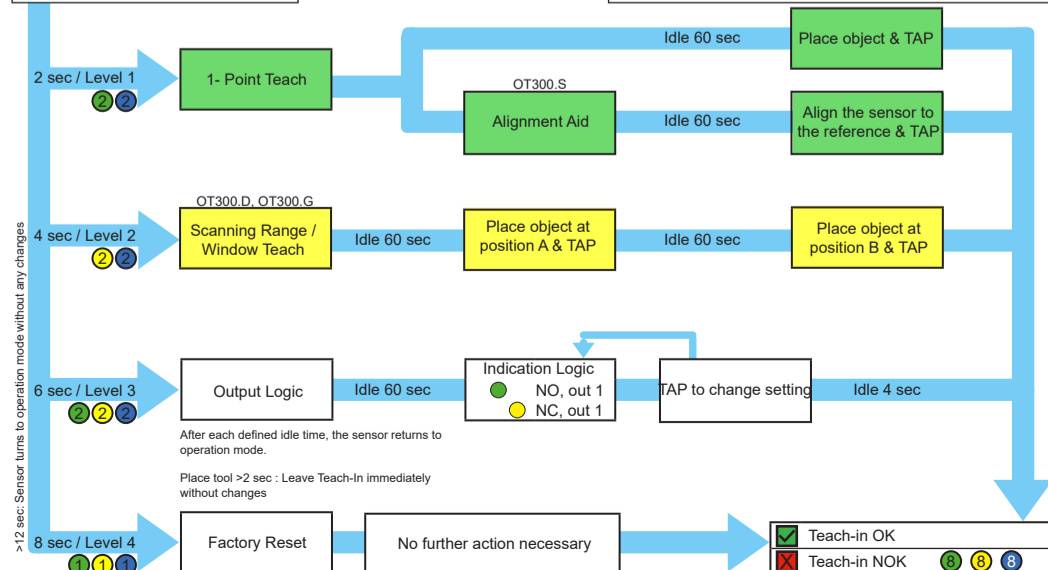 Idle 60 sec
Place object & TAP
2 sec / Level 1
2 2
1- Point Teach
OT300.S
Alignment Aid
Idle 60 sec
Align the sensor to
the reference & TAP
>12 sec: Sensor turns to operation mode without any changes
4 sec / Level 2
2 2
OT300.D, OT300.G
Scanning Range /
Window Teach
Idle 60 sec
Place object at
position A & TAP
Idle 60 sec
Place object at
position B & TAP
6 sec / Level 3
2 2 2
Output Logic
Idle 60 sec
Indication Logic
NO, out 1
NC, out 1
TAP to change setting
Idle 4 sec
After each defined idle time, the sensor returns to
operation mode.
Place tool >2 sec : Leave Teach-In immediately
without changes
8 sec / Level 4
1 1 1
Factory Reset
No further action necessary
Teach-in OK
Teach-in NOK
8 8 8